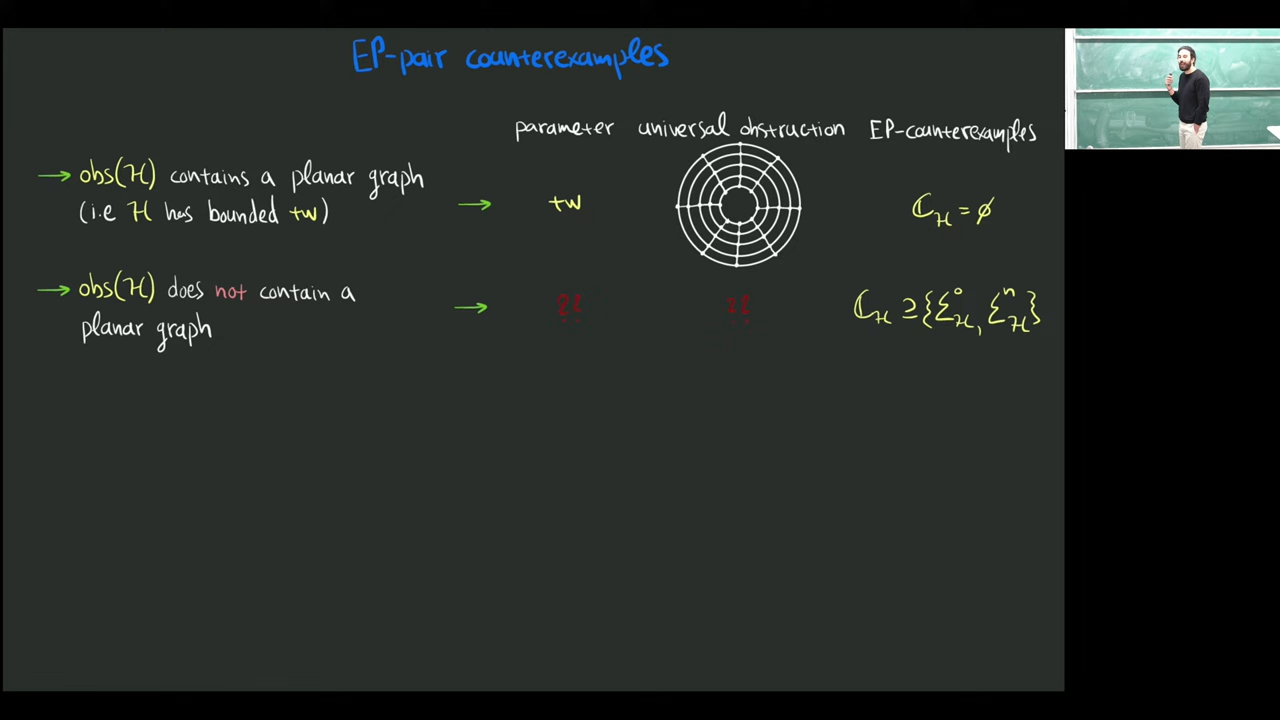 EP-pair counterexamples
parameter universal obstruction EP-counterexamples
→ obs(ℋ) contains a planar graph
(i.e ℋ has bounded tw) → tw ℂ_ℋ = ∅
→ obs(ℋ) does not contain a
planar graph → ?? ?? ℂ_ℋ ⊇ {Σ°_ℋ, Σⁿ_ℋ}